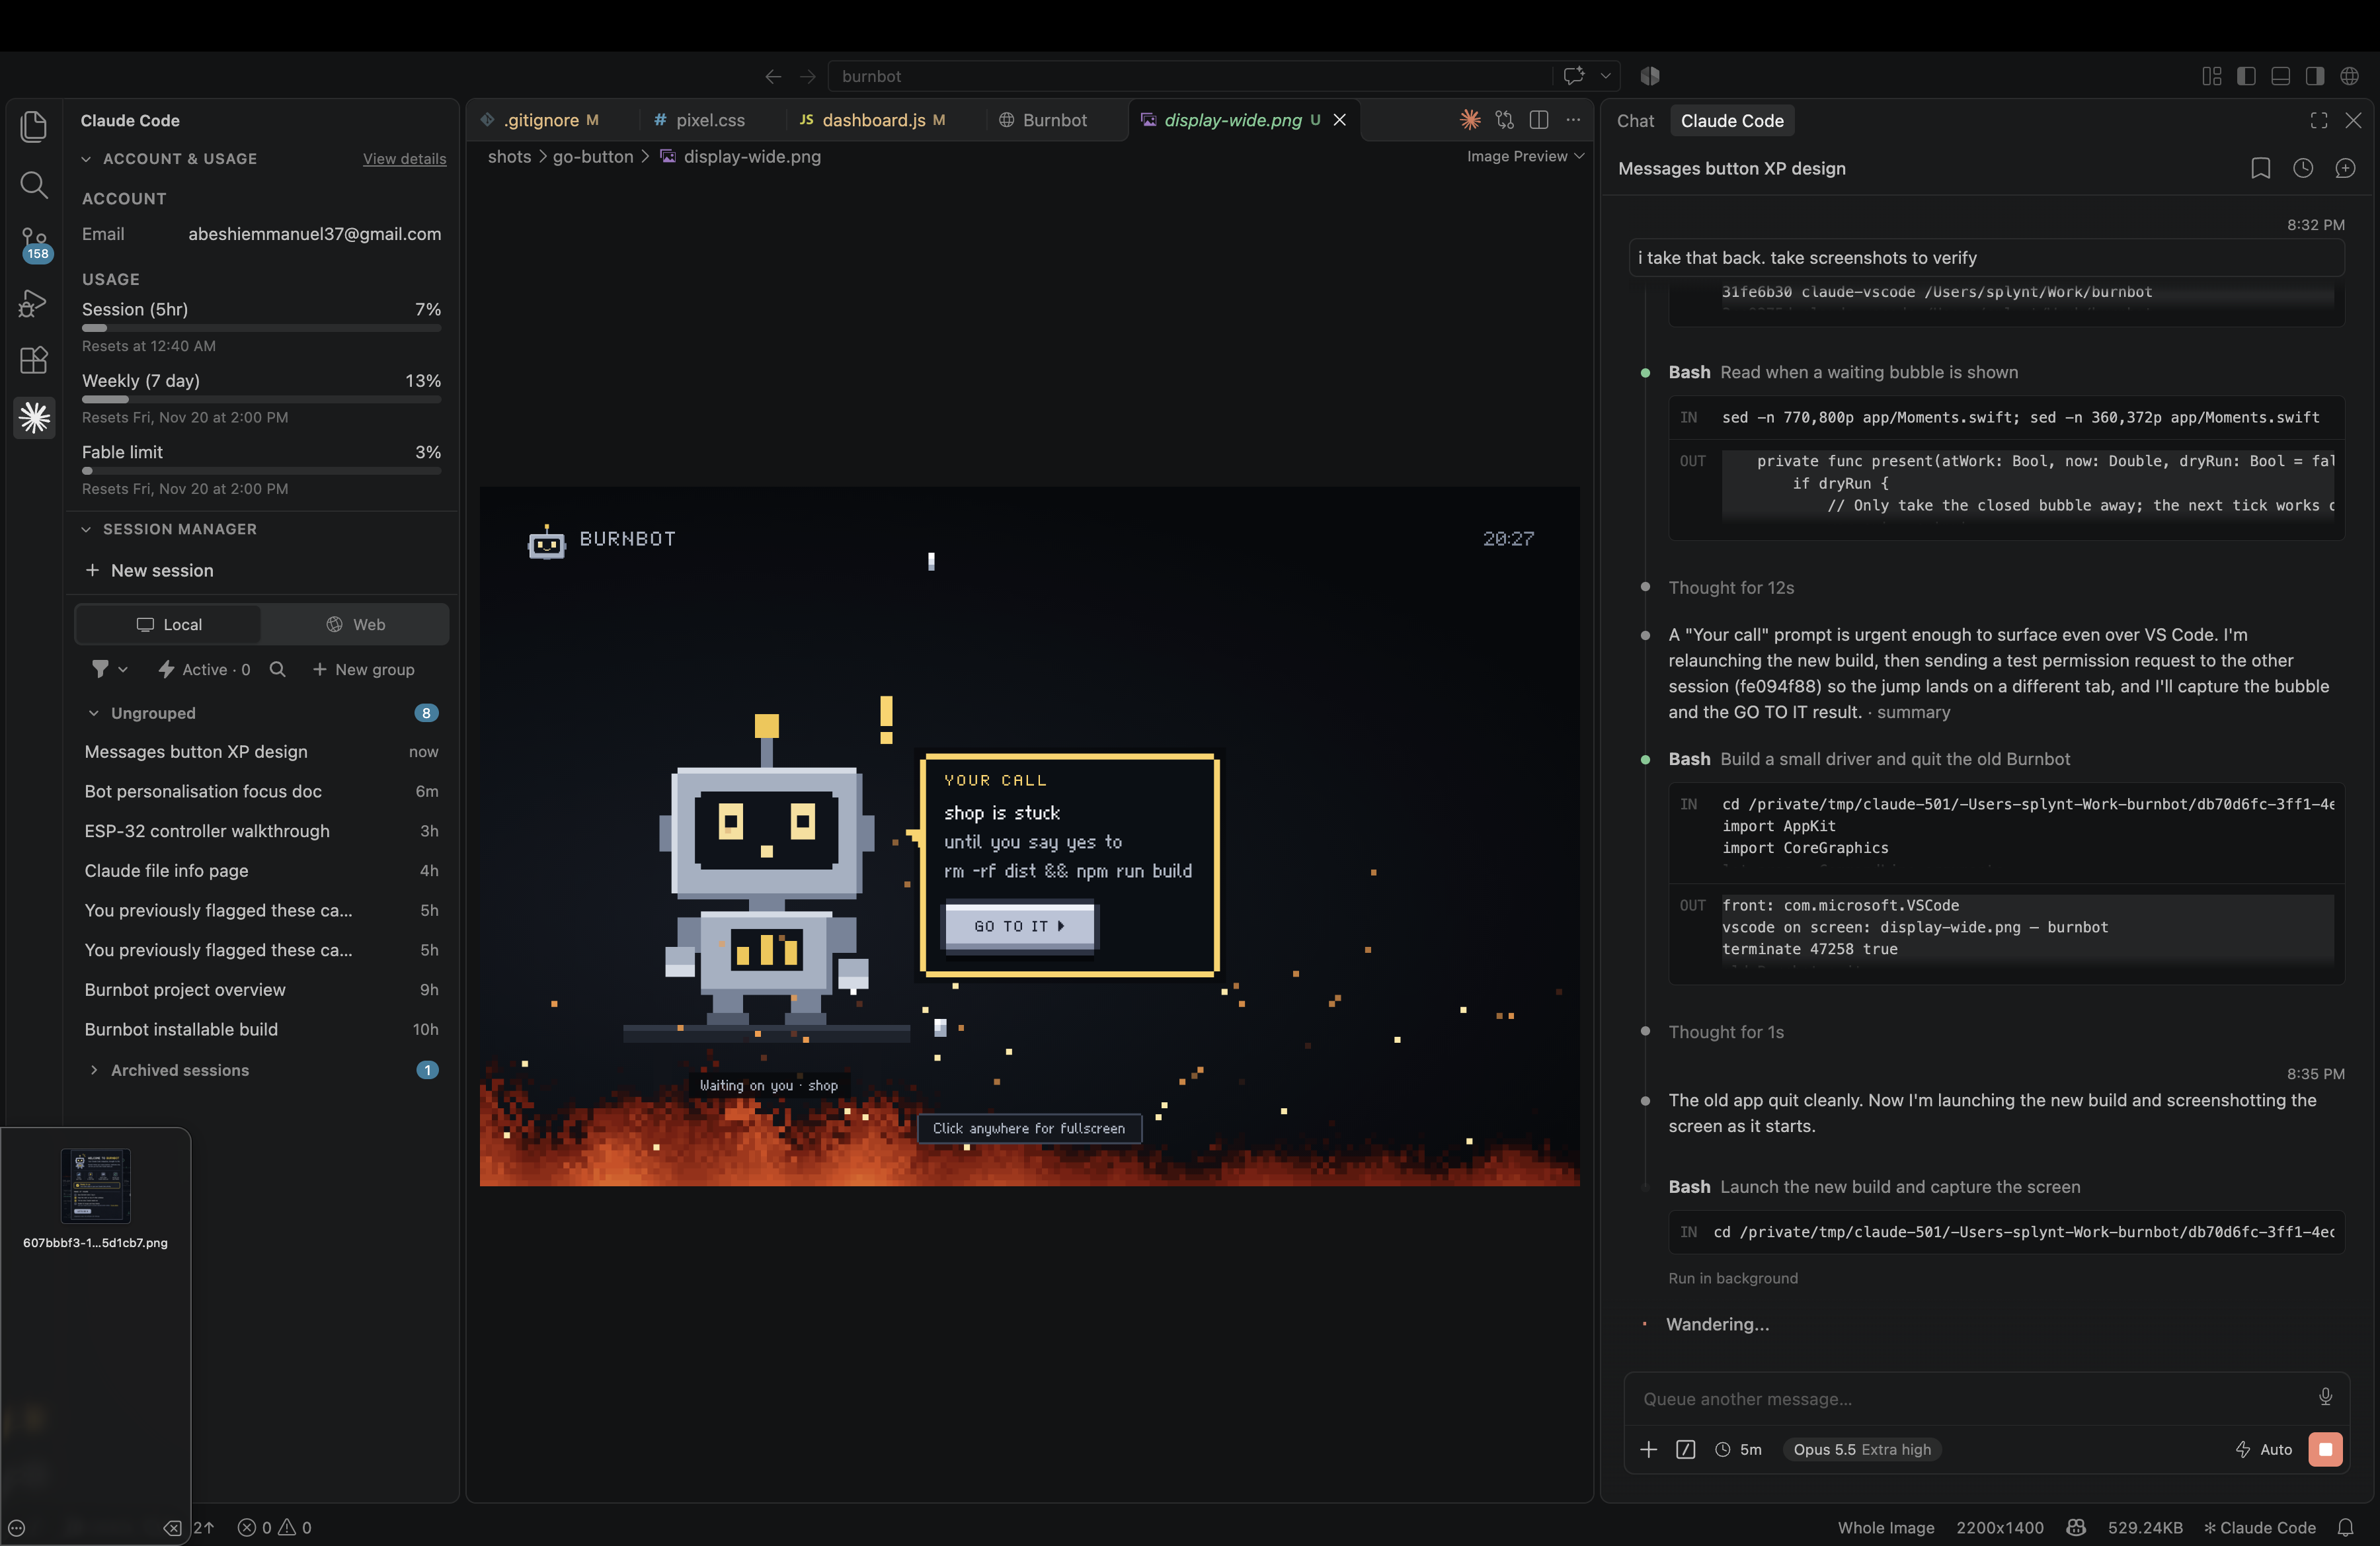 burnbot
Claude Code
ACCOUNT & USAGE
View details
ACCOUNT
Email abeshiemmanuel37@gmail.com
158
USAGE
Session (5hr) 7%
Resets at 12:40 AM
Weekly (7 day) 13%
Resets Fri, Nov 20 at 2:00 PM
Fable limit 3%
Resets Fri, Nov 20 at 2:00 PM
SESSION MANAGER
+ New session
Local Web
Active · 0 + New group
Ungrouped 8
Messages button XP design now
Bot personalisation focus doc 6m
ESP-32 controller walkthrough 3h
Claude file info page 4h
You previously flagged these ca... 5h
You previously flagged these ca... 5h
Burnbot project overview 9h
Burnbot installable build 10h
Archived sessions 1
607bbbf3-1...5d1cb7.png
.gitignore M # pixel.css JS dashboard.js M Burnbot display-wide.png U
shots > go-button > display-wide.png
Image Preview
BURNBOT 20:27
!
YOUR CALL
shop is stuck
until you say yes to
rm -rf dist && npm run build
GO TO IT
Waiting on you · shop
Click anywhere for fullscreen
Chat Claude Code
Messages button XP design
8:32 PM
i take that back. take screenshots to verify
31fe6b30 claude-vscode /Users/splynt/Work/burnbot
Bash Read when a waiting bubble is shown
IN sed -n 770,800p app/Moments.swift; sed -n 360,372p app/Moments.swift
OUT private func present(atWork: Bool, now: Double, dryRun: Bool = fal
if dryRun {
// Only take the closed bubble away; the next tick works o
Thought for 12s
A "Your call" prompt is urgent enough to surface even over VS Code. I'm
relaunching the new build, then sending a test permission request to the other
session (fe094f88) so the jump lands on a different tab, and I'll capture the bubble
and the GO TO IT result. · summary
Bash Build a small driver and quit the old Burnbot
IN cd /private/tmp/claude-501/-Users-splynt-Work-burnbot/db70d6fc-3ff1-4e
import AppKit
import CoreGraphics
OUT front: com.microsoft.VSCode
vscode on screen: display-wide.png — burnbot
terminate 47258 true
Thought for 1s
8:35 PM
The old app quit cleanly. Now I'm launching the new build and screenshotting the
screen as it starts.
Bash Launch the new build and capture the screen
IN cd /private/tmp/claude-501/-Users-splynt-Work-burnbot/db70d6fc-3ff1-4ec
Run in background
Wandering...
Queue another message...
5m Opus 5.5 Extra high Auto
2↑ 0 0
Whole Image 2200x1400 529.24KB Claude Code